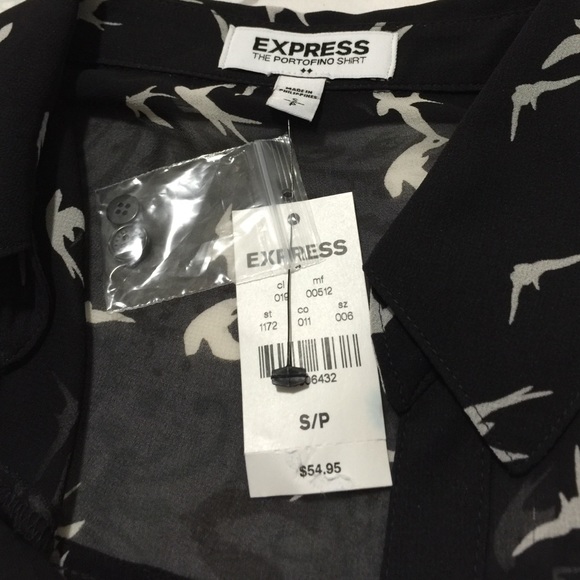 EXPRESS
THE PORTOFINO SHIRT
MADE IN
PHILIPPINES
EXPRESS
cl mf
019 00512
st co sz
1172 011 006
06432
S/P
$54.95